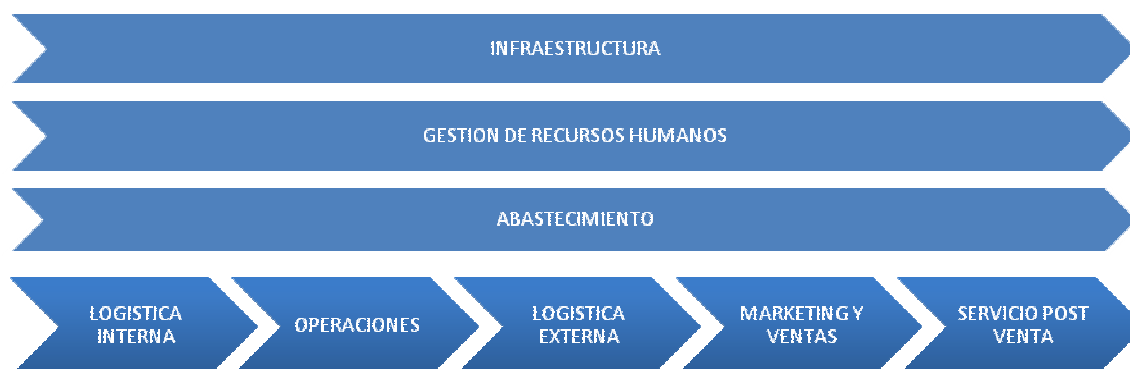 INFRAESTRUCTURA
GESTION DE RECURSOS HUMANOS
ABASTECIMIENTO
LOGISTICA
INTERNA
OPERACIONES
LOGISTICA
EXTERNA
MARKETING Y
VENTAS
SERVICIO POST
VENTA